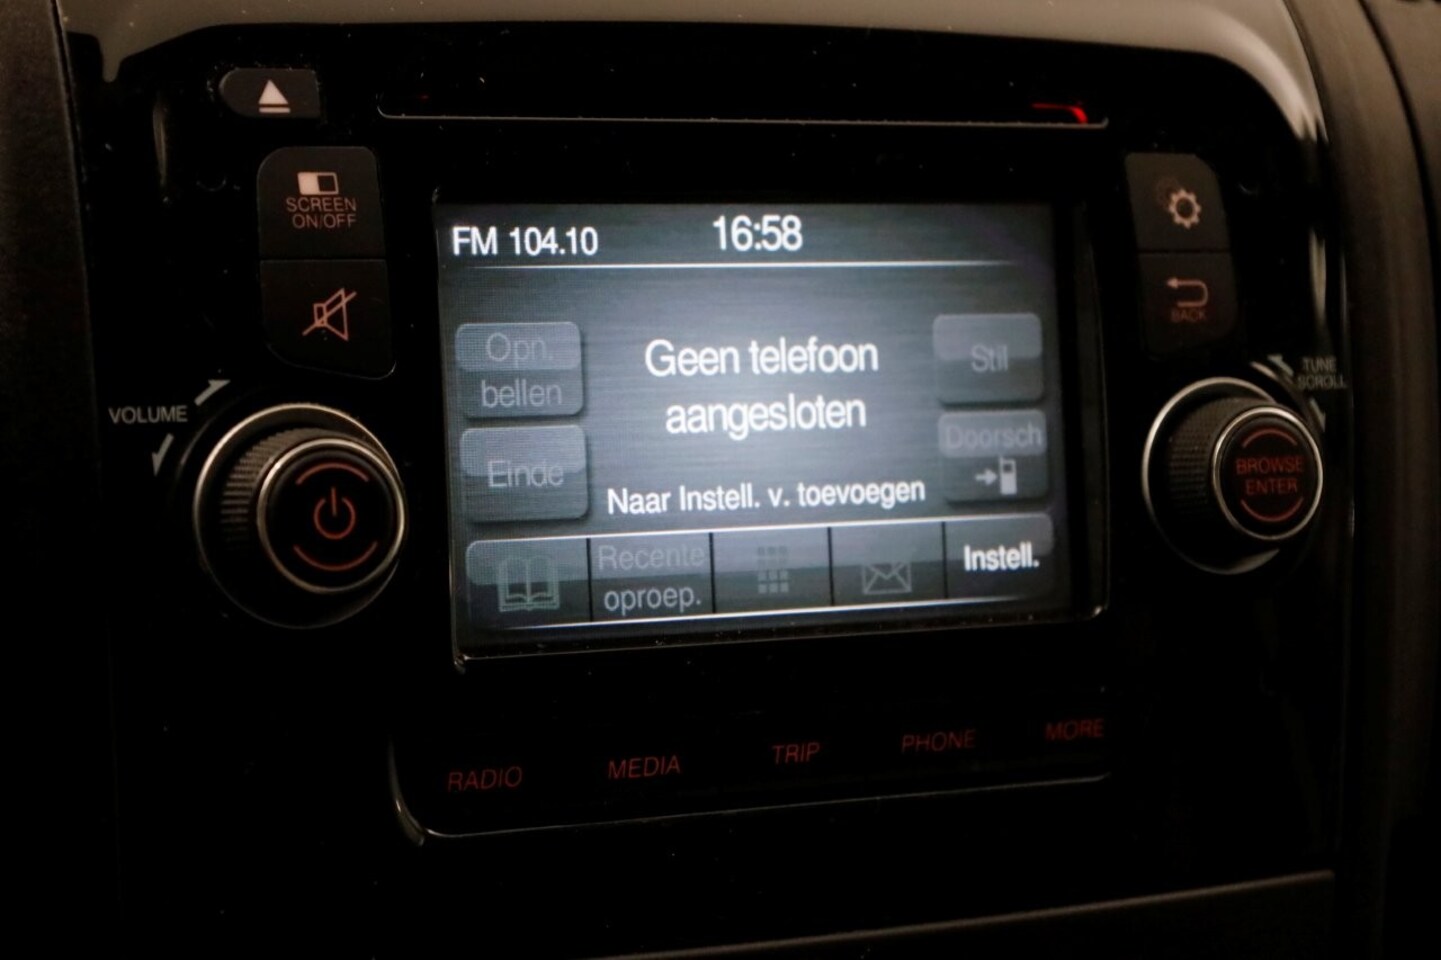 SCREEN
ON/OFF
VOLUME
FM 104.10
16:58
Opn.
bellen
Geen telefoon
aangesloten
Stil
Einde
Doorsch
Naar Instell. v. toevoegen
Recente
oproep.
Instell.
BACK
TUNE
SCROLL
BROWSE
ENTER
RADIO
MEDIA
TRIP
PHONE
MORE